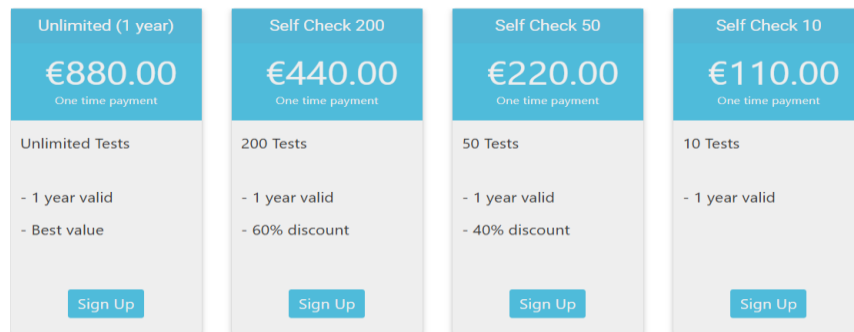 Unlimited (1 year)
€880.00
One time payment
Unlimited Tests
- 1 year valid
- Best value
Sign Up
Self Check 200
€440.00
One time payment
200 Tests
- 1 year valid
- 60% discount
Sign Up
Self Check 50
€220.00
One time payment
50 Tests
- 1 year valid
- 40% discount
Sign Up
Self Check 10
€110.00
One time payment
10 Tests
- 1 year valid
Sign Up